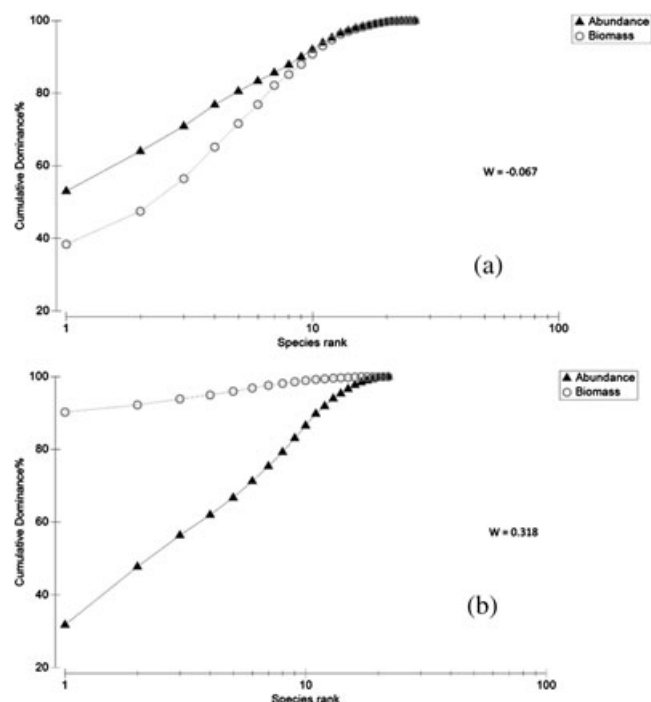 100
80
60
40
20
Cumulative Dominance%
1
10
100
Species rank
Abundance
Biomass
W = -0.067
(a)
100
80
60
40
20
Cumulative Dominance%
1
10
100
Species rank
Abundance
Biomass
W = 0.318
(b)